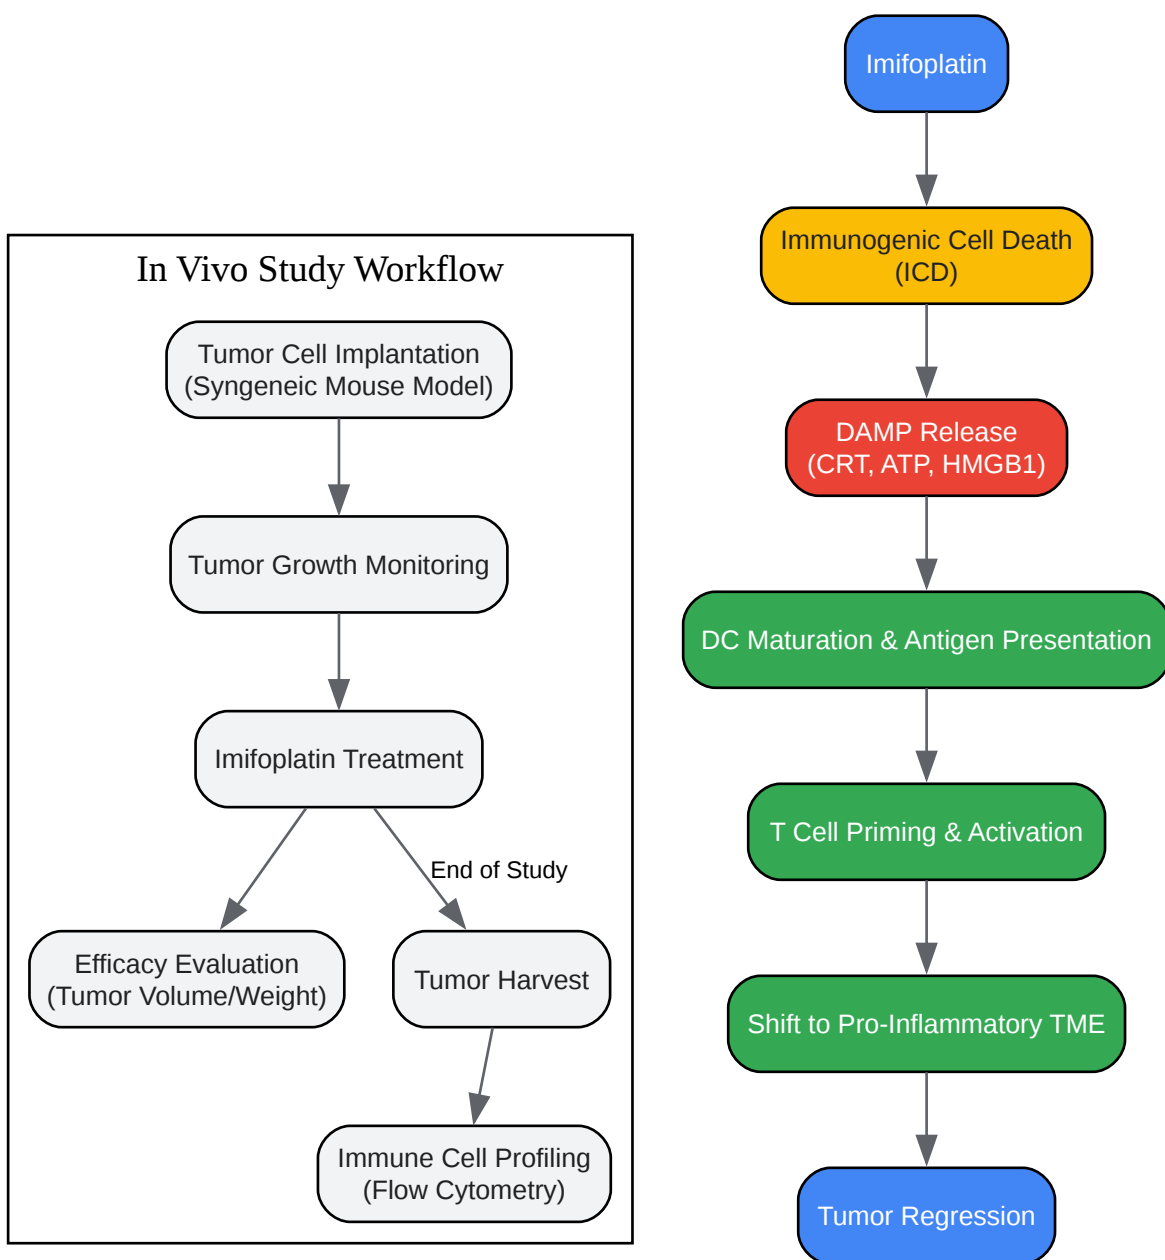 In Vivo Study Workflow
Tumor Cell Implantation
(Syngeneic Mouse Model)
Tumor Growth Monitoring
Imifoplatin Treatment
End of Study
Efficacy Evaluation
(Tumor Volume/Weight)
Tumor Harvest
Immune Cell Profiling
(Flow Cytometry)
Imifoplatin
Immunogenic Cell Death
(ICD)
DAMP Release
(CRT, ATP, HMGB1)
DC Maturation & Antigen Presentation
T Cell Priming & Activation
Shift to Pro-Inflammatory TME
Tumor Regression